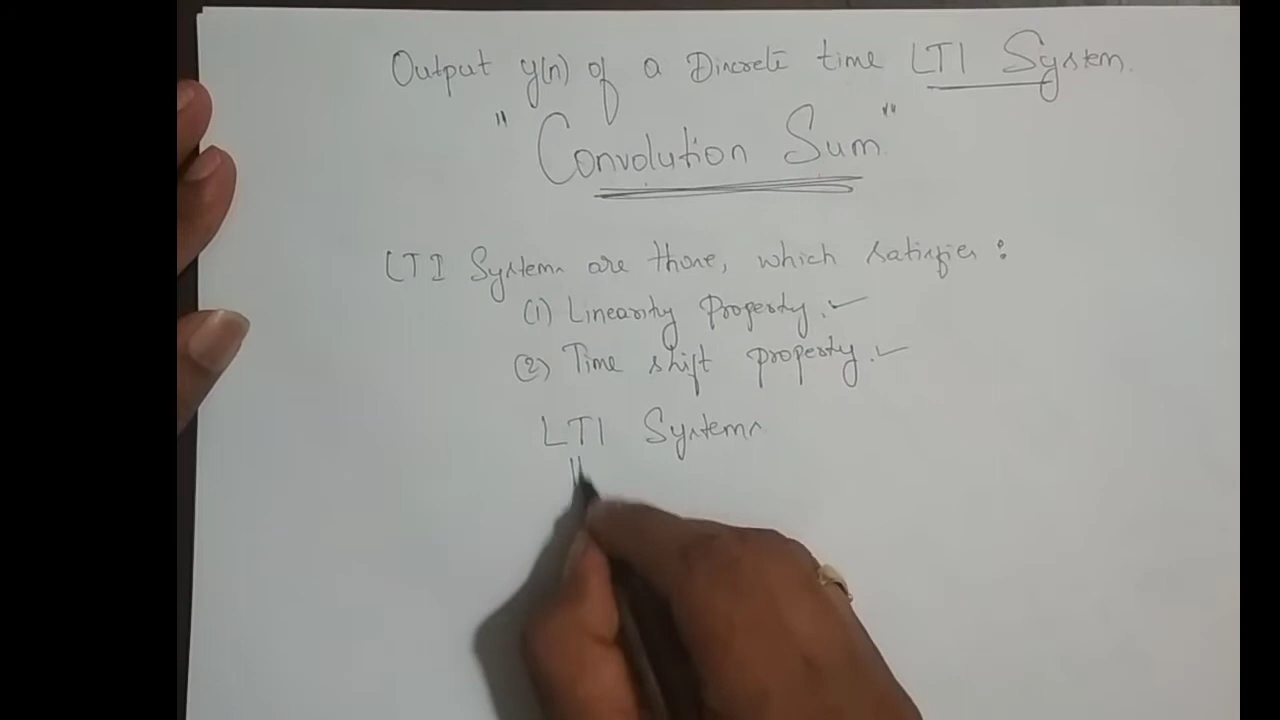 Output y(n) of a Discrete time LTI System.
"Convolution Sum"
LTI Systems are those, which satisfies :
(1) Linearity Property.
(2) Time shift property.
LTI Systems